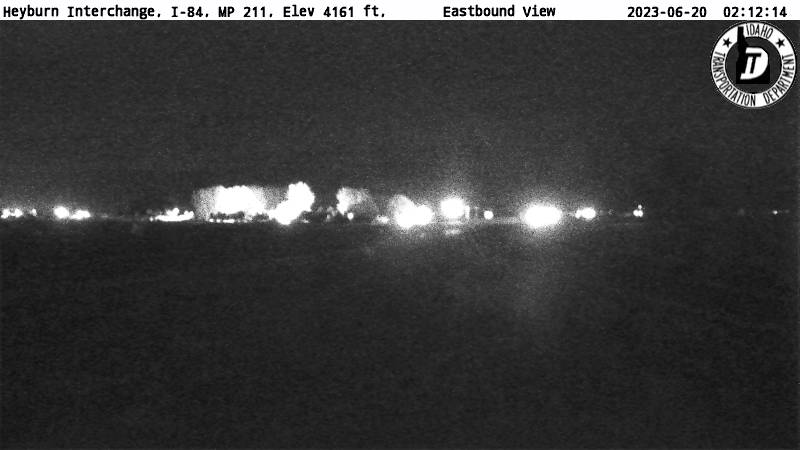 Heyburn Interchange, I-84, MP 211, Elev 4161 ft, Eastbound View 2023-06-20 02:12:14
IDAHO
TRANSPORTATION DEPARTMENT